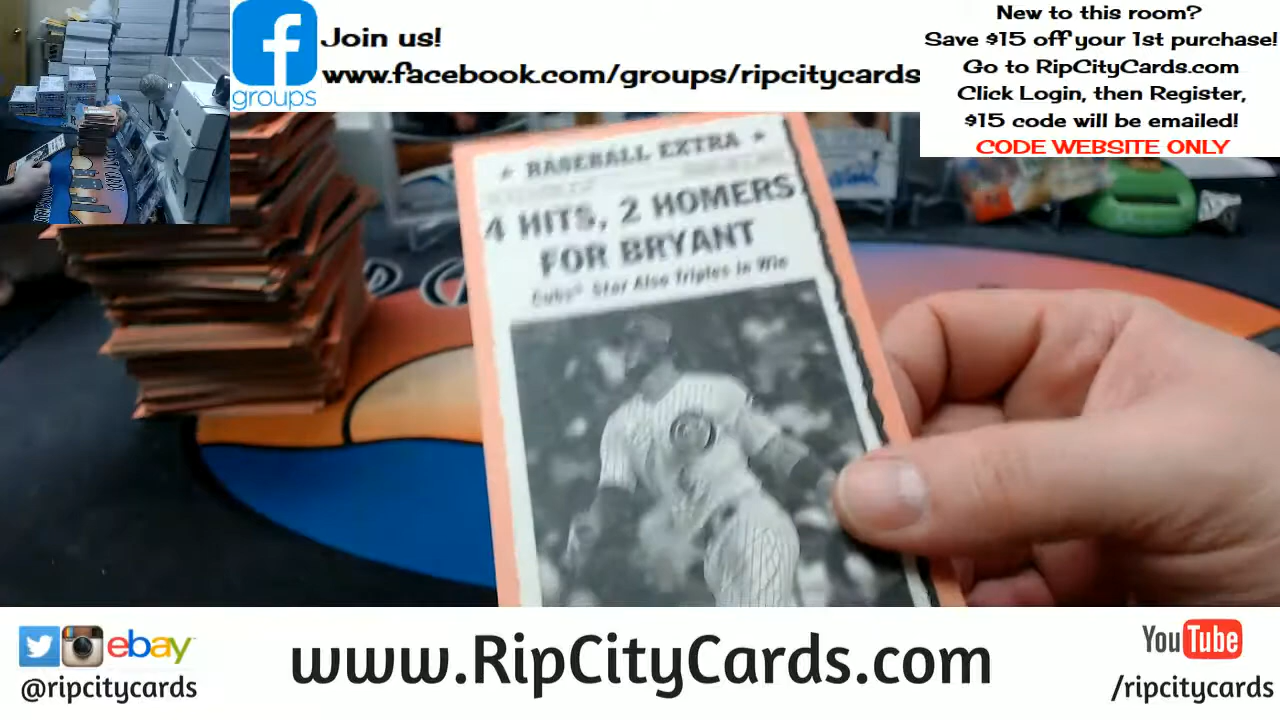 groups
Join us!
www.facebook.com/groups/ripcitycards
New to this room?
Save $15 off your 1st purchase!
Go to RipCityCards.com
Click Login, then Register,
$15 code will be emailed!
CODE WEBSITE ONLY
BASEBALL EXTRA
4 HITS, 2 HOMERS
FOR BRYANT
Cubs' Star Also Triples in Win
ebay
@ripcitycards
www.RipCityCards.com
YouTube
/ripcitycards